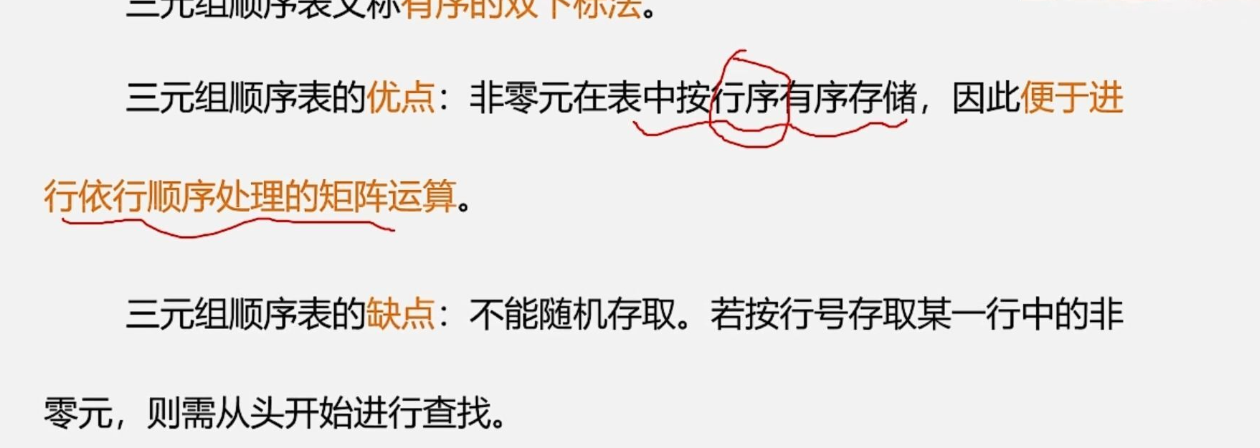 三元组顺序表又称有序的双下标法。
三元组顺序表的优点：非零元在表中按行序有序存储，因此便于进
行依行顺序处理的矩阵运算。
三元组顺序表的缺点：不能随机存取。若按行号存取某一行中的非
零元，则需从头开始进行查找。